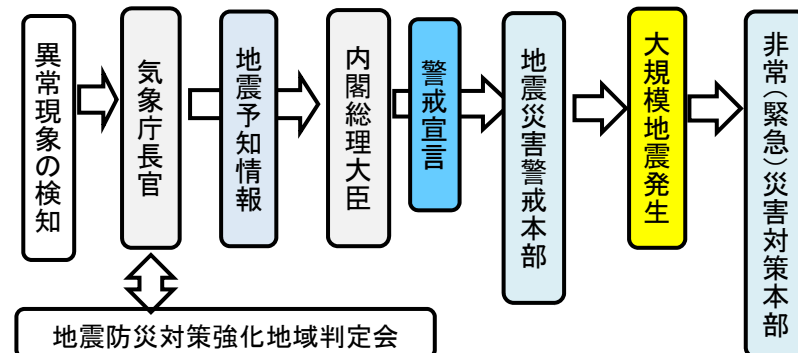 異常現象の検知
気象庁長官
地震予知情報
内閣総理大臣
警戒宣言
地震災害警戒本部
大規模地震発生
非常(緊急)災害対策本部
地震防災対策強化地域判定会